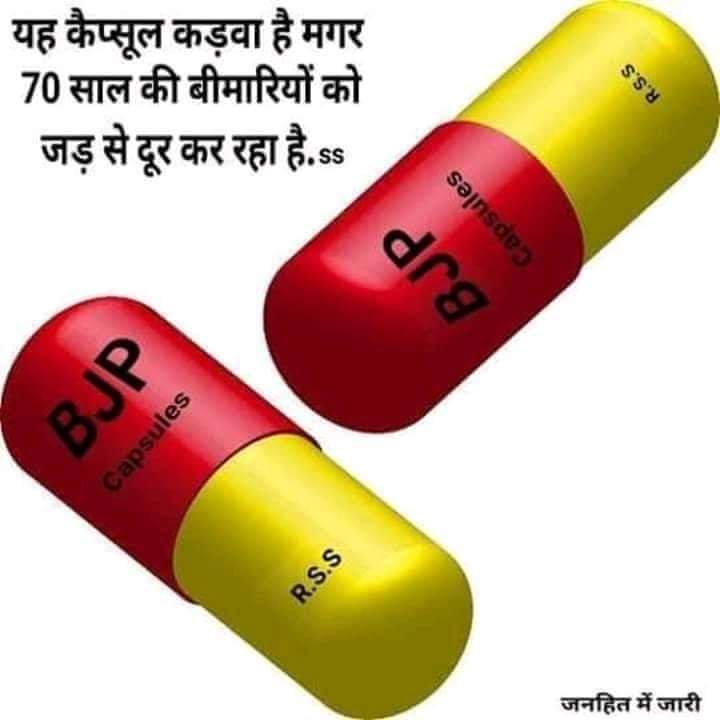 यह कैप्सूल कड़वा है मगर
70 साल की बीमारियों को
जड़ से दूर कर रहा है.ss
R.S.S
BJP
Capsules
BJP
Capsules
R.S.S
जनहित में जारी